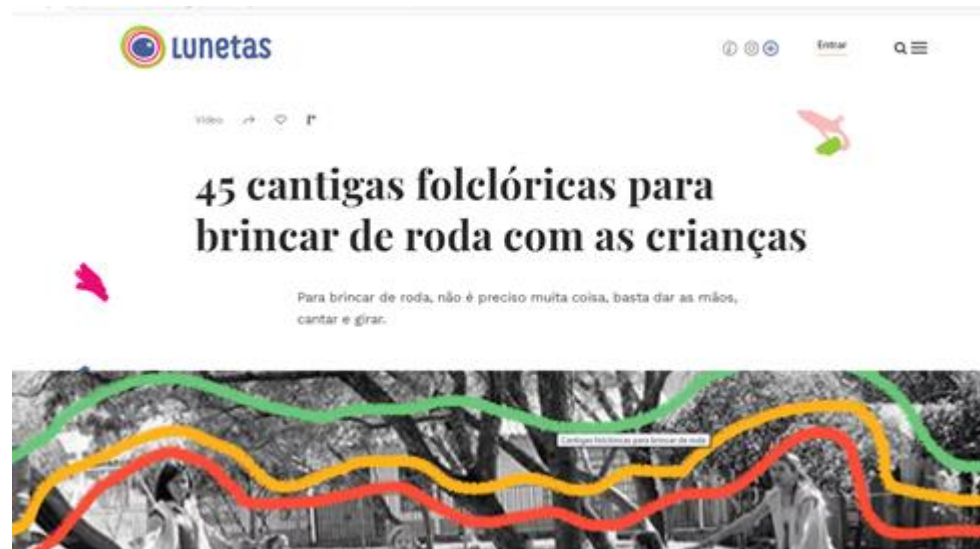 Lunetas
Entrar
Vídeo
45 cantigas folclóricas para
brincar de roda com as crianças
Para brincar de roda, não é preciso muita coisa, basta dar as mãos,
cantar e girar.
Cantigas folclóricas para brincar de roda